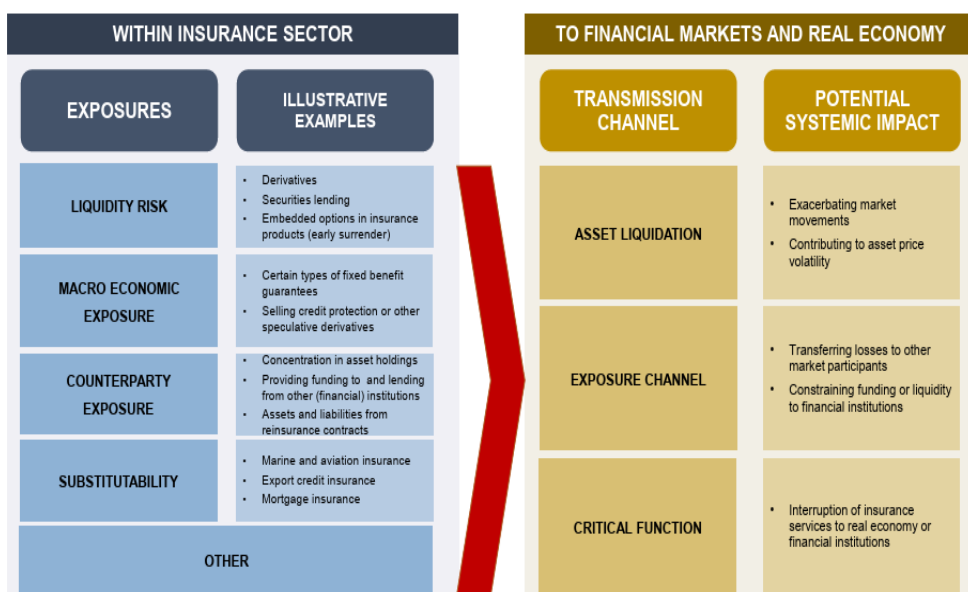 WITHIN INSURANCE SECTOR
EXPOSURES
ILLUSTRATIVE
EXAMPLES
LIQUIDITY RISK
• Derivatives
• Securities lending
• Embedded options in insurance
products (early surrender)
MACRO ECONOMIC
EXPOSURE
• Certain types of fixed benefit
guarantees
• Selling credit protection or other
speculative derivatives
COUNTERPARTY
EXPOSURE
• Concentration in asset holdings
• Providing funding to and lending
from other (financial) institutions
• Assets and liabilities from
reinsurance contracts
SUBSTITUTABILITY
• Marine and aviation insurance
• Export credit insurance
• Mortgage insurance
OTHER
TO FINANCIAL MARKETS AND REAL ECONOMY
TRANSMISSION
CHANNEL
POTENTIAL
SYSTEMIC IMPACT
ASSET LIQUIDATION
• Exacerbating market
movements
• Contributing to asset price
volatility
EXPOSURE CHANNEL
• Transferring losses to other
market participants
• Constraining funding or liquidity
to financial institutions
CRITICAL FUNCTION
• Interruption of insurance
services to real economy or
financial institutions